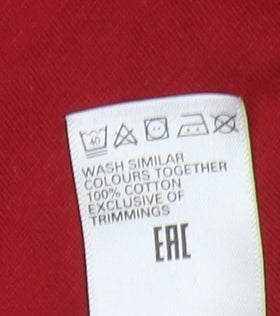 40
WASH SIMILAR
COLOURS TOGETHER
100% COTTON
EXCLUSIVE OF
TRIMMINGS
EAC